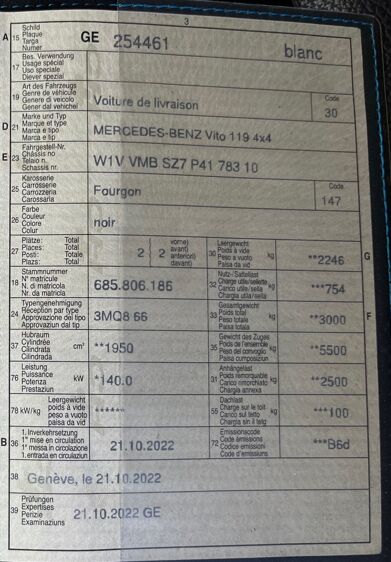 3
A 15 Schild Plaque Targa Numer GE 254461 blanc
17 Bes. Verwendung Usage spécial Uso speciale Diever spezial
19 Art des Fahrzeugs Genre de véhicule Genere di veicolo Gener dal vehichel Voiture de livraison Code 30
D 21 Marke und Typ Marque et type Marca e tipo Marca e tip MERCEDES-BENZ Vito 119 4x4
E 23 Fahrgestell-Nr. Châssis no Telaio n. Schassis nr. W1V VMB SZ7 P41 783 10
25 Karosserie Carrosserie Carrozzeria Carossaria Fourgon Code 147
26 Farbe Couleur Colore Colur noir
27 Plätze: Total Places: Total Posti: Totale Plazs: Total 2 { 2 vorne) avant) anteriori) davant) 30 Leergewicht Poids à vide Peso a vuoto Paisa da vid kg **2246 G
18 Stammnummer N° matricule N. di matricola Nr. da matricla 685.806.186 32 Nutz-/Sattellast Charge utile/sellette Carico utile/sella Chargia utila/sella kg ***754
24 Typengenehmigung Réception par type Approvazione del tipo Approvaziun dal tip 3MQ8 66 33 Gesamtgewicht Poids total Peso totale Paisa totala kg **3000 F
37 Hubraum Cylindrée Cilindrata Cilindrada cm³ **1950 35 Gewicht des Zuges Poids de l'ensemble Peso del convoglio Paisa cumposiziun kg **5500
76 Leistung Puissance Potenza Prestaziun kW *140.0 31 Anhängelast Poids remorquable Carico rimorchiato Chargia annexa kg **2500
78 kW/kg Leergewicht poids à vide peso a vuoto paisa da vid ****** 55 Dachlast Charge sur le toit Carico sul tetto Chargia sin il tetg kg ***100
B 36 1. Inverkehrsetzung 1re mise en circulation 1a messa in circolazione 1. entrada en circulaziun 21.10.2022 72 Emissionscode Code émissions Codice emissioni Code d'emissiuns ***B6d
38 Genève, le 21.10.2022
39 Prüfungen Expertises Perizie Examinaziuns 21.10.2022 GE